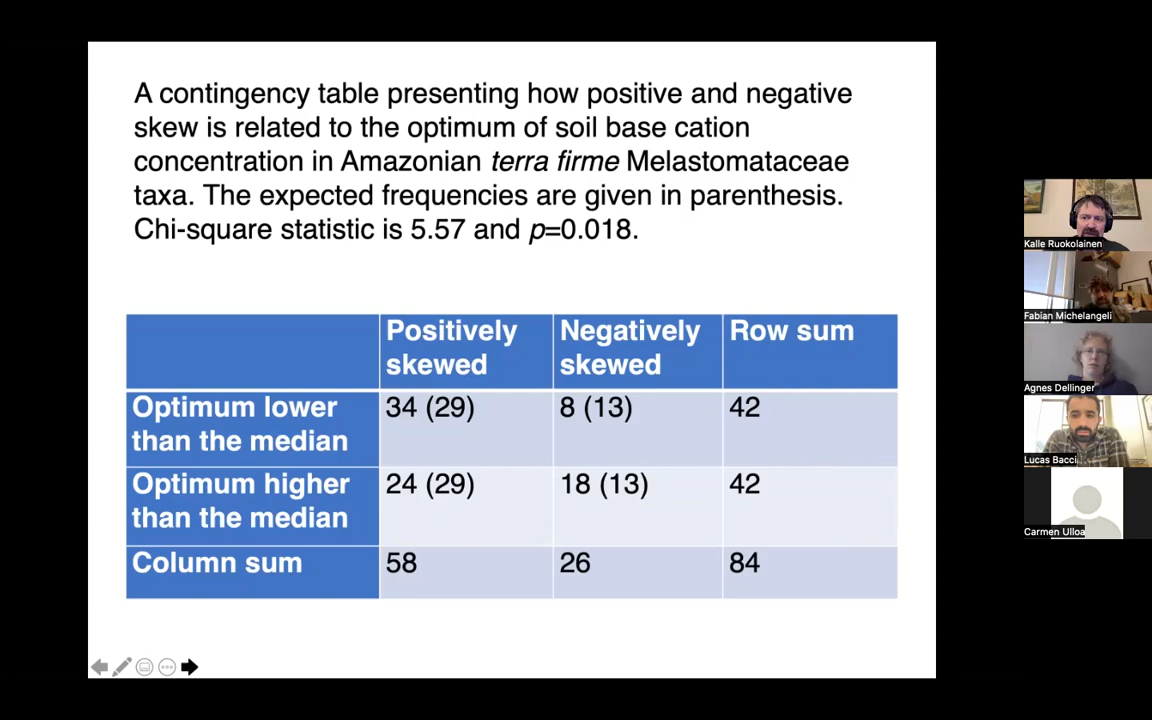 A contingency table presenting how positive and negative
skew is related to the optimum of soil base cation
concentration in Amazonian terra firme Melastomataceae
taxa. The expected frequencies are given in parenthesis.
Chi-square statistic is 5.57 and p=0.018.
Positively skewed
Negatively skewed
Row sum
Optimum lower than the median
34 (29)
8 (13)
42
Optimum higher than the median
24 (29)
18 (13)
42
Column sum
58
26
84
Kalle Ruokolainen
Fabian Michelangeli
Agnes Dellinger
Lucas Bacci
Carmen Ulloa